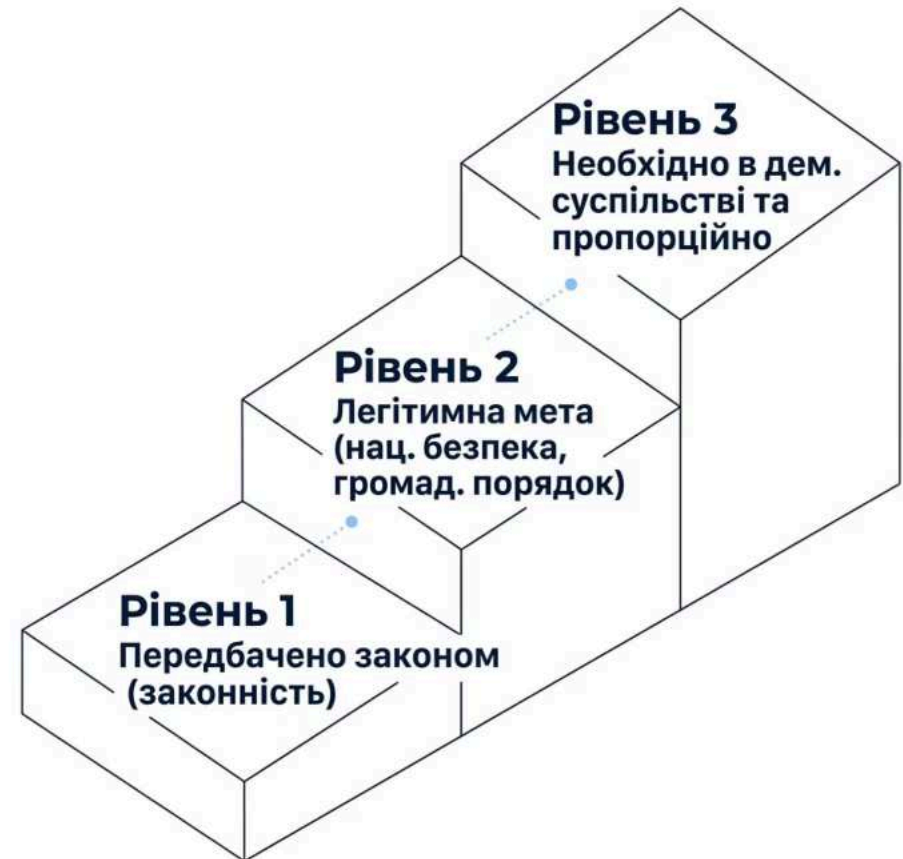 Рівень 3
Необхідно в дем.
суспільстві та
пропорційно
Рівень 2
Легітимна мета
(нац. безпека,
громад. порядок)
Рівень 1
Передбачено законом
(законність)